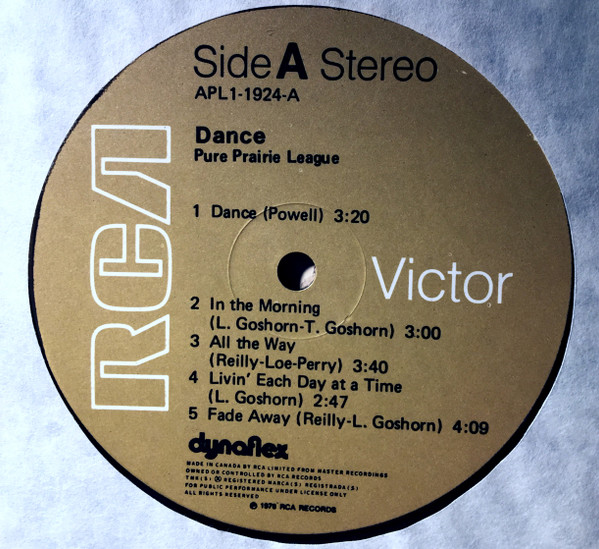 Side A Stereo
APL1-1924-A
Dance
Pure Prairie League
1 Dance (Powell) 3:20
RCA
Victor
2 In the Morning
(L. Goshorn-T. Goshorn) 3:00
3 All the Way
(Reilly-Loe-Perry) 3:40
4 Livin' Each Day at a Time
(L. Goshorn) 2:47
5 Fade Away (Reilly-L. Goshorn) 4:09
dynaflex
MADE IN CANADA BY RCA LIMITED FROM MASTER RECORDINGS
OWNED OR CONTROLLED BY RCA RECORDS
TMK(S) ® REGISTERED MARCA(S) REGISTRADA(S)
FOR PUBLIC PERFORMANCE UNDER LICENSE ONLY
ALL RIGHTS RESERVED
℗ 1976 RCA RECORDS